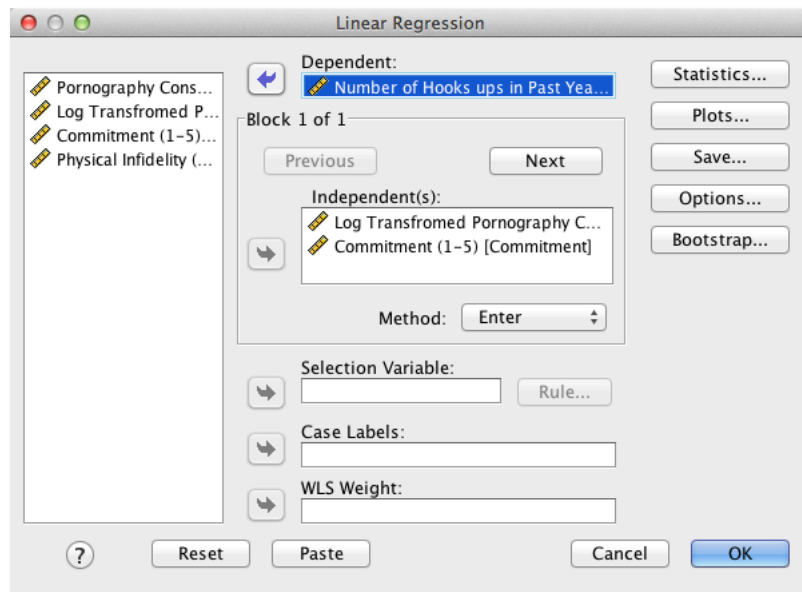 Linear Regression
Pornography Cons...
Log Transfromed P...
Commitment (1-5)...
Physical Infidelity (...
Dependent:
Number of Hooks ups in Past Yea...
Block 1 of 1
Previous
Next
Independent(s):
Log Transfromed Pornography C...
Commitment (1-5) [Commitment]
Method: Enter
Selection Variable:
Rule...
Case Labels:
WLS Weight:
Statistics...
Plots...
Save...
Options...
Bootstrap...
?
Reset
Paste
Cancel
OK